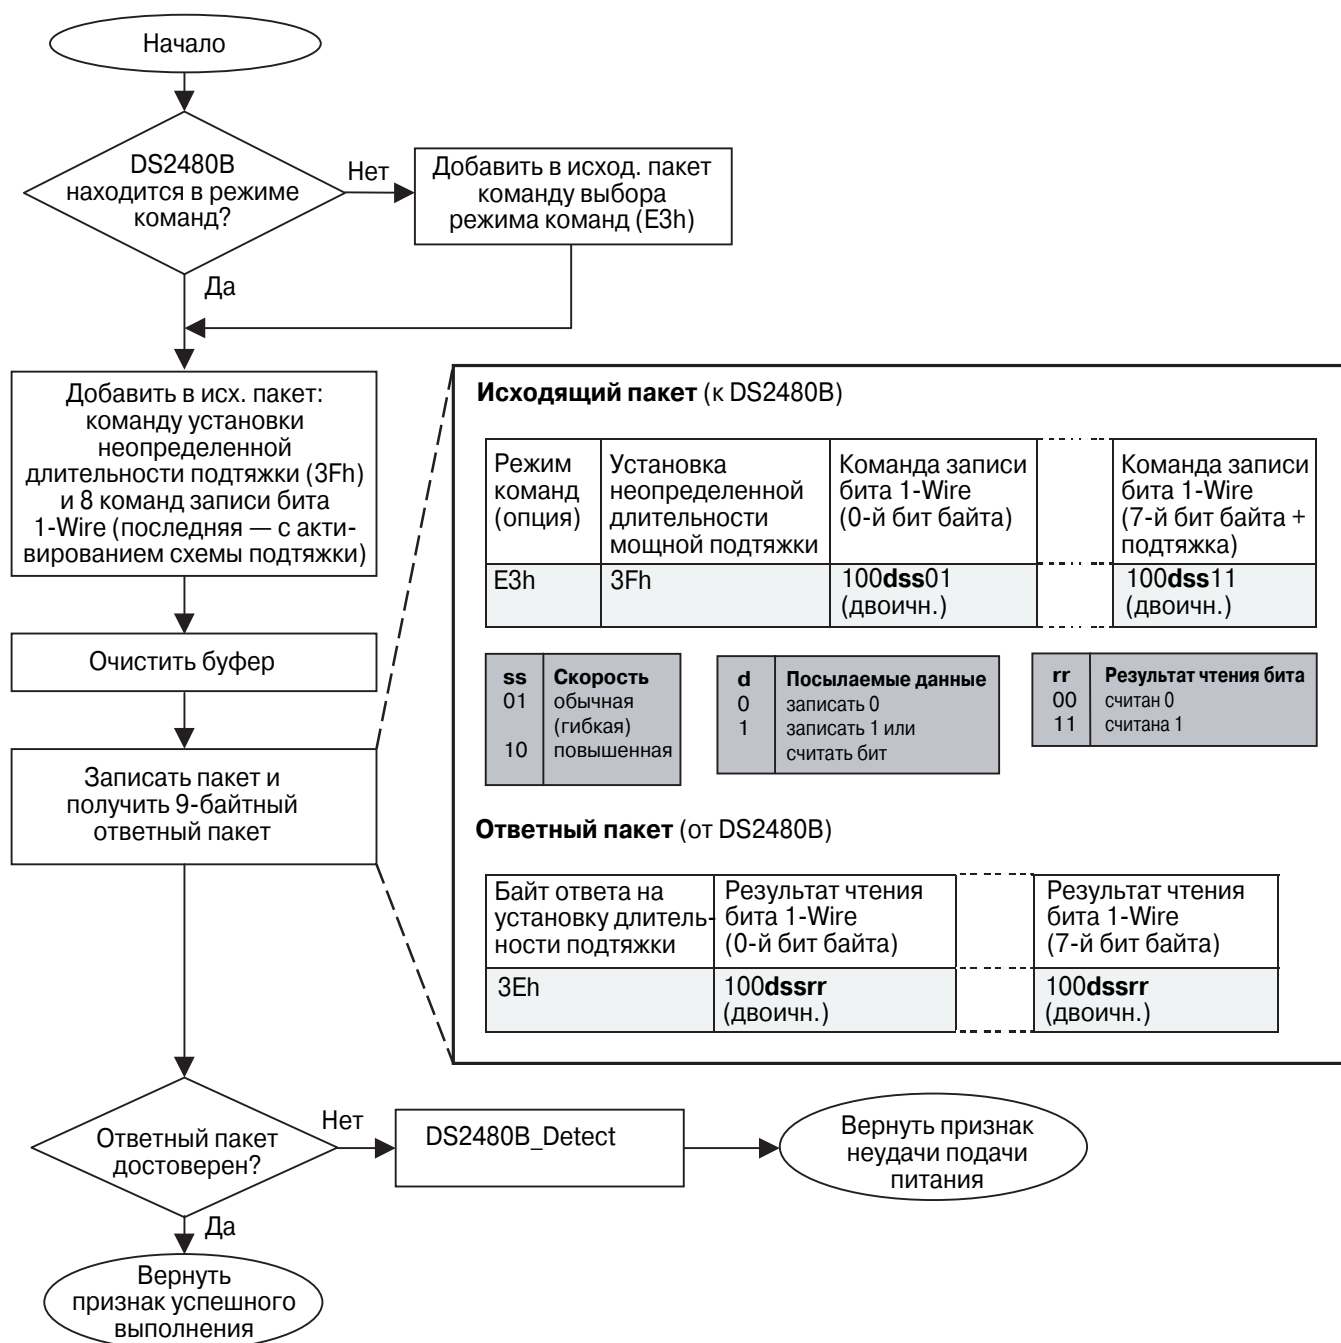 Начало
DS2480B
находится в режиме
команд?
Нет
Добавить в исход. пакет
команду выбора
режима команд (E3h)
Да
Добавить в исх. пакет:
команду установки
неопределенной
длительности подтяжки (3Fh)
и 8 команд записи бита
1-Wire (последняя — с акти-
вированием схемы подтяжки)
Очистить буфер
Записать пакет и
получить 9-байтный
ответный пакет
Исходящий пакет (к DS2480B)
Режим
команд
(опция)
Установка
неопределенной
длительности
мощной подтяжки
Команда записи
бита 1-Wire
(0-й бит байта)
Команда записи
бита 1-Wire
(7-й бит байта +
подтяжка)
E3h
3Fh
100dss01
(двоичн.)
100dss11
(двоичн.)
ss Скорость
01 обычная
(гибкая)
10 повышенная
d Посылаемые данные
0 записать 0
1 записать 1 или
считать бит
rr Результат чтения бита
00 считан 0
11 считана 1
Ответный пакет (от DS2480B)
Байт ответа на
установку длитель-
ности подтяжки
Результат чтения
бита 1-Wire
(0-й бит байта)
Результат чтения
бита 1-Wire
(7-й бит байта)
3Eh
100dssrr
(двоичн.)
100dssrr
(двоичн.)
Ответный пакет
достоверен?
Нет
DS2480B_Detect
Вернуть признак
неудачи подачи
питания
Да
Вернуть
признак успешного
выполнения